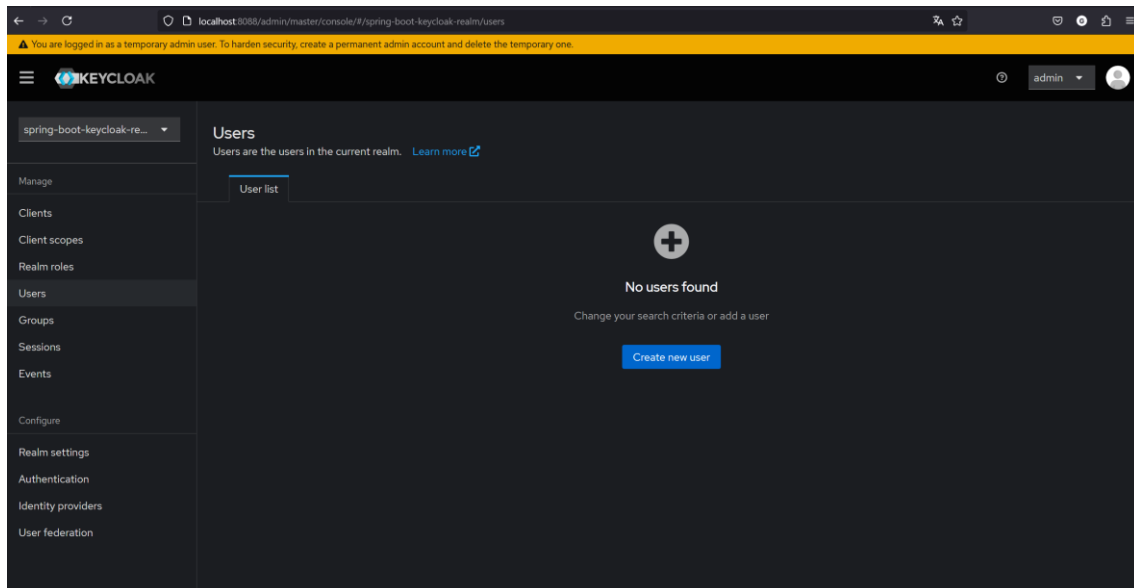 localhost:8088/admin/master/console/#/spring-boot-keycloak-realm/users
You are logged in as a temporary admin user. To harden security, create a permanent admin account and delete the temporary one.
KEYCLOAK
admin
spring-boot-keycloak-re...
Users
Users are the users in the current realm. Learn more
User list
Manage
Clients
Client scopes
Realm roles
Users
Groups
Sessions
Events
Configure
Realm settings
Authentication
Identity providers
User federation
No users found
Change your search criteria or add a user
Create new user